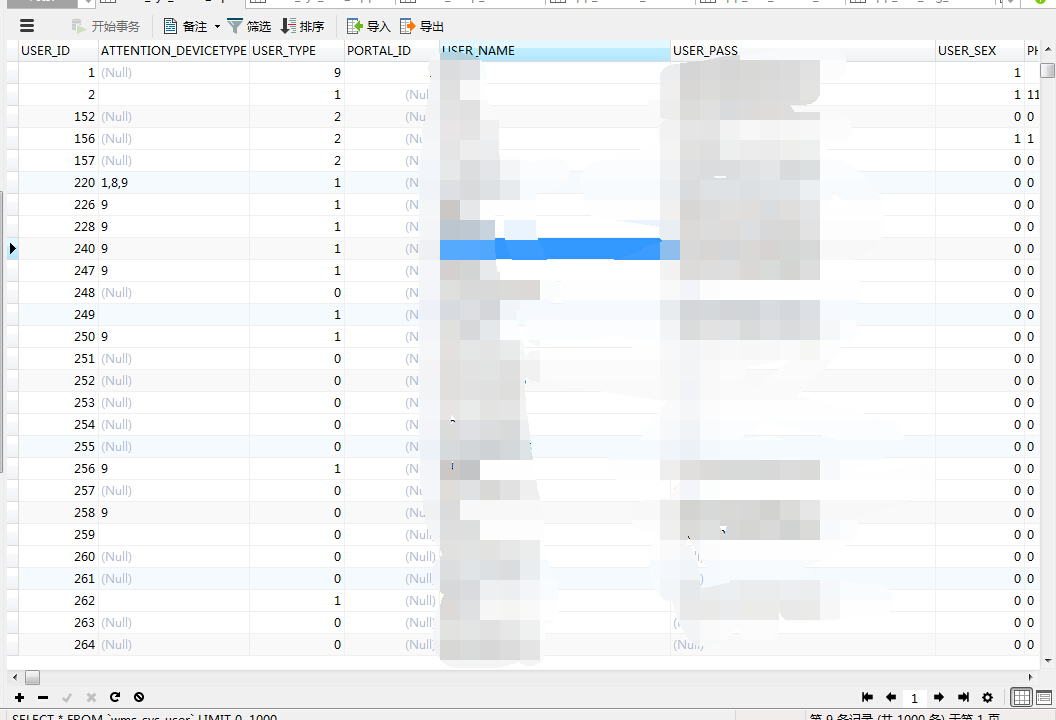 开始事务 备注 筛选 排序 导入 导出
USER_ID ATTENTION_DEVICETYPE USER_TYPE PORTAL_ID USER_NAME USER_PASS USER_SEX
1 (Null) 9 1
2 1 (Nul 1 11
152 (Null) 2 (N 0 0
156 (Null) 2 (N 1 1
157 (Null) 2 (N 0 0
220 1,8,9 1 (N 0 0
226 9 1 (N 0 0
228 9 1 (N 0 0
240 9 1 (N 0 0
247 9 1 (N 0 0
248 (Null) 0 (N 0 0
249 1 (N 0 0
250 9 1 (N 0 0
251 (Null) 0 (N 0 0
252 (Null) 0 (N 0 0
253 (Null) 0 (N 0 0
254 (Null) 0 (N 0 0
255 (Null) 0 (N 0 0
256 9 1 (N 0 0
257 (Null) 0 (Nu 0 0
258 9 0 (Nu 0 0
259 0 (Nul 0 0
260 (Null) 0 (Null) 0 0
261 (Null) 0 (Null) 0 0
262 1 (Null) 0 0
263 (Null) 0 (Null) 0 0
264 (Null) 0 (Null) (Null) 0 0
1
SELECT * FROM `wms_sys_user` LIMIT 0, 1000 第 9 条记录 (共 1000 条) 于第 1 页